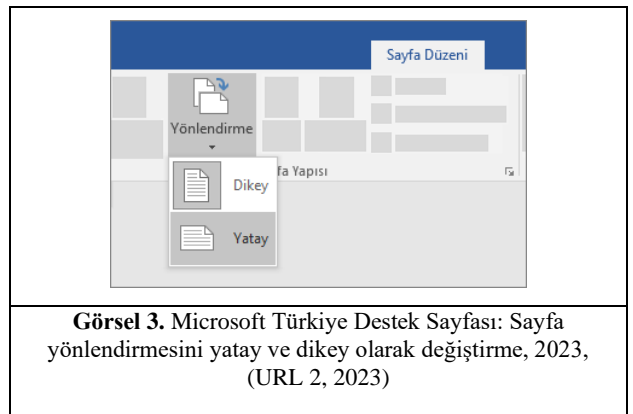 Sayfa Düzeni
Yönlendirme
fa Yapısı
Dikey
Yatay
Görsel 3. Microsoft Türkiye Destek Sayfası: Sayfa
yönlendirmesini yatay ve dikey olarak değiştirme, 2023,
(URL 2, 2023)